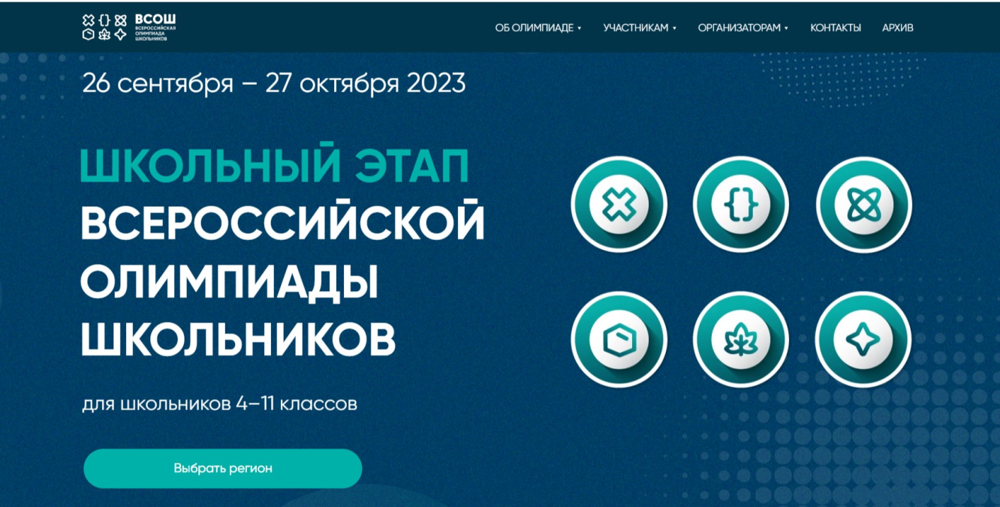 ВСОШ
ВСЕРОССИЙСКАЯ
ОЛИМПИАДА
ШКОЛЬНИКОВ
ОБ ОЛИМПИАДЕ ▼ УЧАСТНИКАМ ▼ ОРГАНИЗАТОРАМ ▼ КОНТАКТЫ АРХИВ
26 сентября – 27 октября 2023
ШКОЛЬНЫЙ ЭТАП
ВСЕРОССИЙСКОЙ
ОЛИМПИАДЫ
ШКОЛЬНИКОВ
для школьников 4–11 классов
Выбрать регион